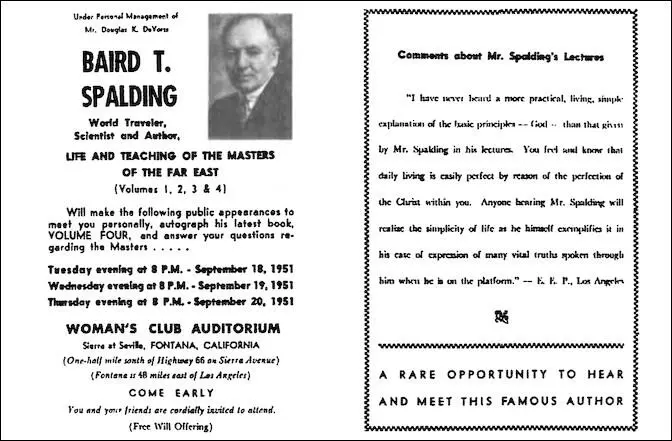 Under Personal Management of
Mr. Douglas K. DeVorss
BAIRD T.
SPALDING
World Traveler,
Scientist and Author,
LIFE AND TEACHING OF THE MASTERS
OF THE FAR EAST
(Volumes 1, 2, 3 & 4)
Will make the following public appearances to
meet you personally, autograph his latest book,
VOLUME FOUR, and answer your questions re-
garding the Masters . . . . .
Tuesday evening at 8 P.M. - September 18, 1951
Wednesday evening at 8 P.M. - September 19, 1951
Thursday evening at 8 P.M. - September 20, 1951
WOMAN'S CLUB AUDITORIUM
Sierra at Seville, FONTANA, CALIFORNIA
(One-half mile south of Highway 66 on Sierra Avenue)
(Fontana is 48 miles east of Los Angeles)
COME EARLY
You and your friends are cordially invited to attend.
(Free Will Offering)
Comments about Mr. Spalding's Lectures
"I have never heard a more practical, living, simple
explanation of the basic principles -- God -- than that given
by Mr. Spalding in his lectures. You feel and know that
daily living is easily perfect by reason of the perfection of
the Christ within you. Anyone hearing Mr. Spalding will
realize the simplicity of life as he himself exemplifies it in
his ease of expression of many vital truths spoken through
him when he is on the platform." -- E. E. P., Los Angeles
A RARE OPPORTUNITY TO HEAR
AND MEET THIS FAMOUS AUTHOR